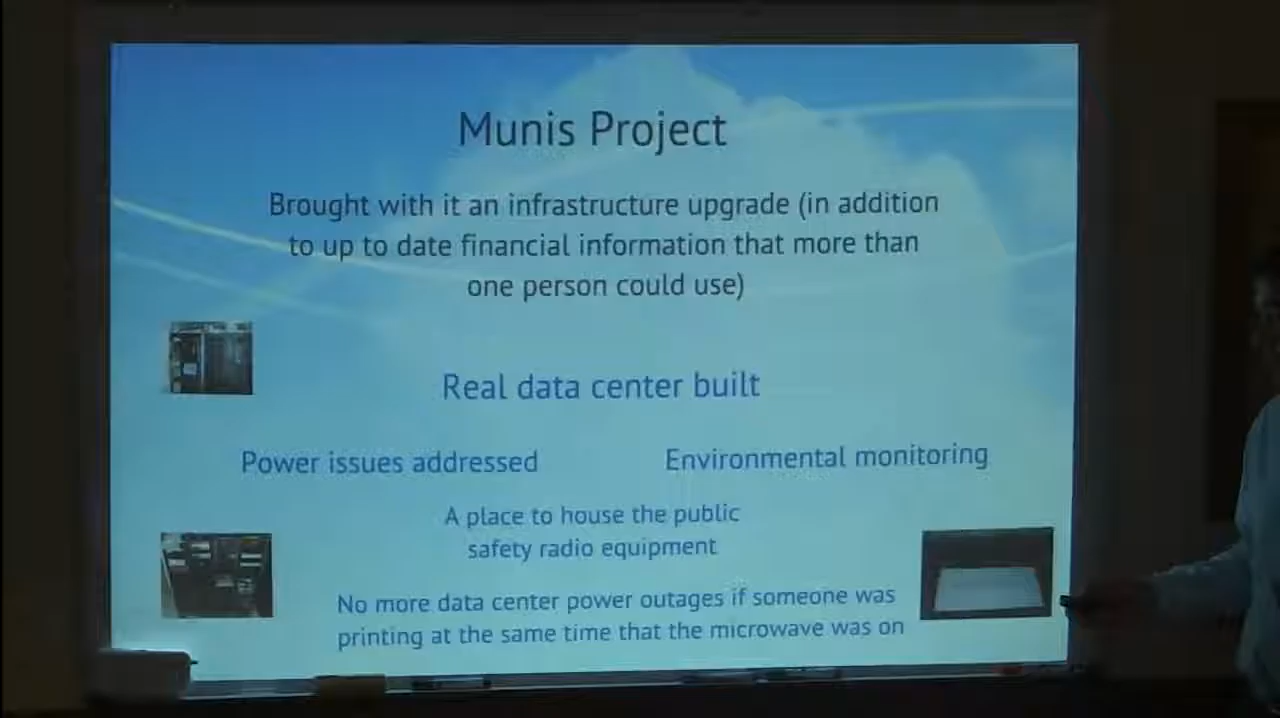 Munis Project
Brought with it an infrastructure upgrade (in addition
to up to date financial information that more than
one person could use)
Real data center built
Power issues addressed
Environmental monitoring
A place to house the public
safety radio equipment
No more data center power outages if someone was
printing at the same time that the microwave was on